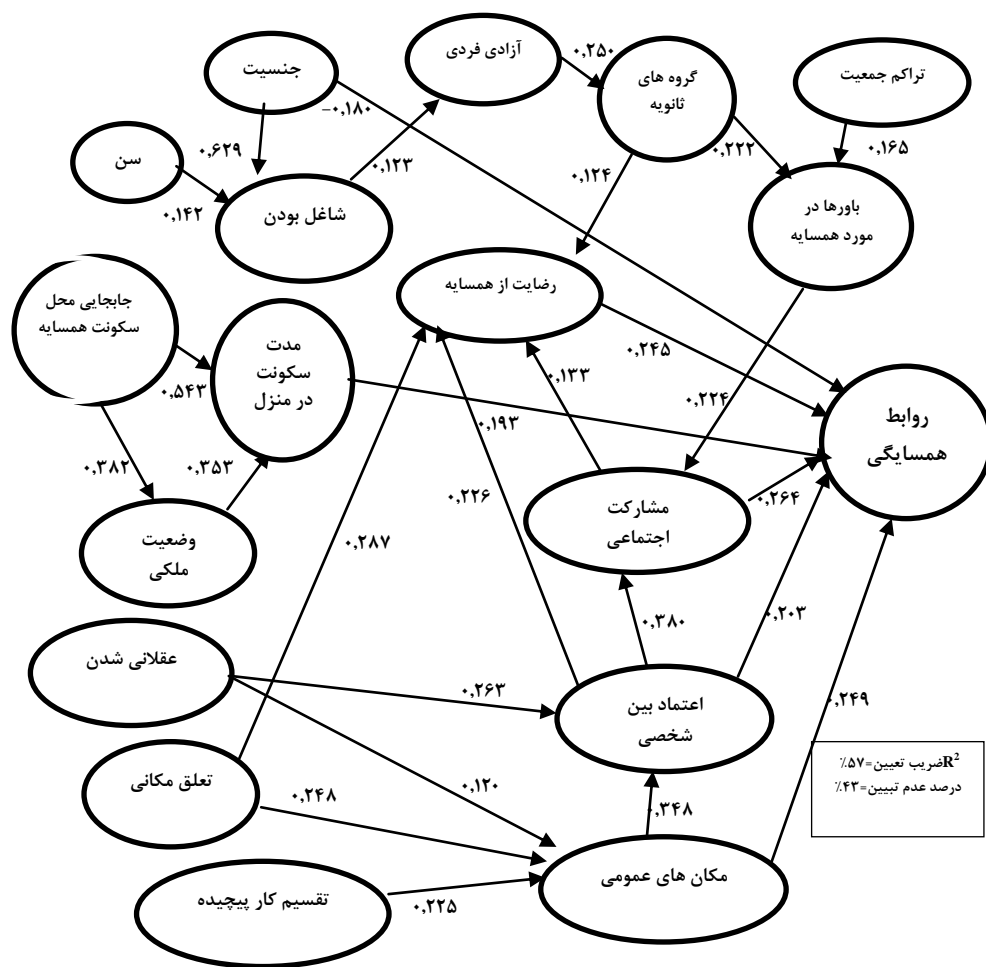 آزادی فردی
۰,۲۵۰
جنسیت
گروه های
ثانویه
تراکم جمعیت
-۰,۱۸۰
سن
۰,۶۲۹
۰,۱۲۳
۰,۲۲۲
۰,۱۶۵
۰,۱۲۴
۰,۱۴۲
شاغل بودن
باورها در
مورد همسایه
رضایت از همسایه
جابجایی محل
سکونت همسایه
مدت
سکونت
در منزل
۰,۵۴۳
۰,۲۴۵
۰,۱۳۳
۰,۲۲۴
روابط
همسایگی
۰,۱۹۳
۰,۳۸۲
۰,۳۵۳
۰,۲۲۶
مشارکت
اجتماعی
۰,۲۶۴
وضعیت
ملکی
۰,۲۸۷
۰,۳۸۰
۰,۲۰۳
عقلانی شدن
۰,۲۶۳
اعتماد بین
شخصی
۰,۲۴۹
R²ضریب تعیین=۵۷٪
درصد عدم تبیین=۴۳٪
تعلق مکانی
۰,۲۴۸
۰,۱۲۰
۰,۳۴۸
تقسیم کار پیچیده
۰,۲۲۵
مکان های عمومی